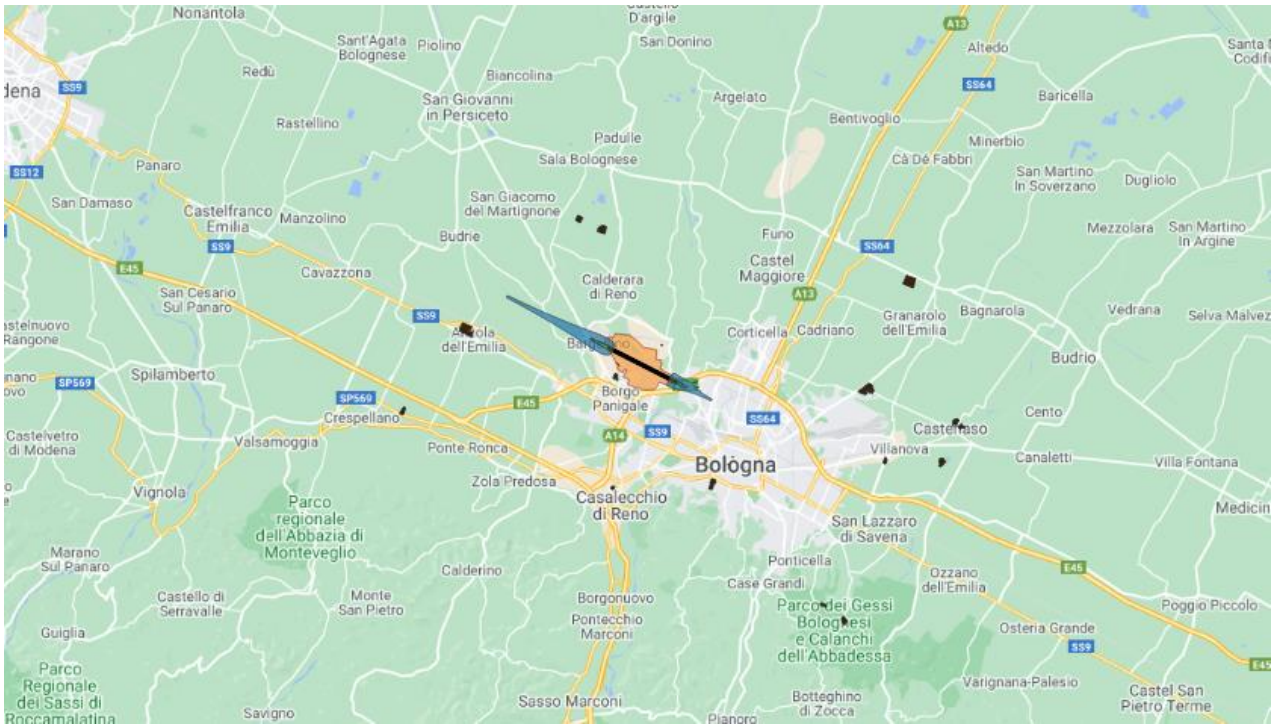 Castello
D'argile
Nonantola
A13
Sant'Agata
Bolognese
Piolino
San Donino
Altedo
Redù
Biancolina
SS9
SS64
San Giovanni
in Persiceto
Argelato
Baricella
Rastellino
Bentivoglio
Padulle
Minerbio
Panaro
Sala Bolognese
Cà Dè Fabbri
SS12
San Martino
In Soverzano
Dugliolo
San Damaso
San Giacomo
del Martignone
Castelfranco
Emilia
Manzolino
Mezzolara
San Martino
In Argine
Budrie
Funo
SS9
SS64
Castel
Maggiore
E45
Cavazzona
Calderara
di Reno
San Cesario
Sul Panaro
A13
Granarolo
dell'Emilia
Bagnarola
Vedrana
SS9
Selva Malvez
Corticella
Cadriano
dell'Emilia
Budrio
Spilamberto
SP569
SP569
Borgo
Panigale
E45
Crespellano
Cento
SS64
Castelvetro
di Modena
Valsamoggia
A14
SS9
Castenaso
Ponte Ronca
Villanova
Canaletti
Bologna
Villa Fontana
Zola Predosa
Vignola
Casalecchio
di Reno
Parco
regionale
dell'Abbazia di
Monteveglio
Medicin
San Lazzaro
di Savena
Marano
Sul Panaro
Ponticella
Calderino
E45
Case Grandi
Ozzano
dell'Emilia
Castello di
Serravalle
Monte
San Pietro
Borgonuovo
Parco dei Gessi
Bolognesi
e Calanchi
dell'Abbadessa
Poggio Piccolo
Pontecchio
Marconi
Guiglia
Osteria Grande
SS9
E45
Parco
Regionale
dei Sassi di
Roccamalatina
Varignana-Palesio
Castel San
Pietro Terme
Sasso Marconi
Botteghino
di Zocca
Savigno
Pianoro